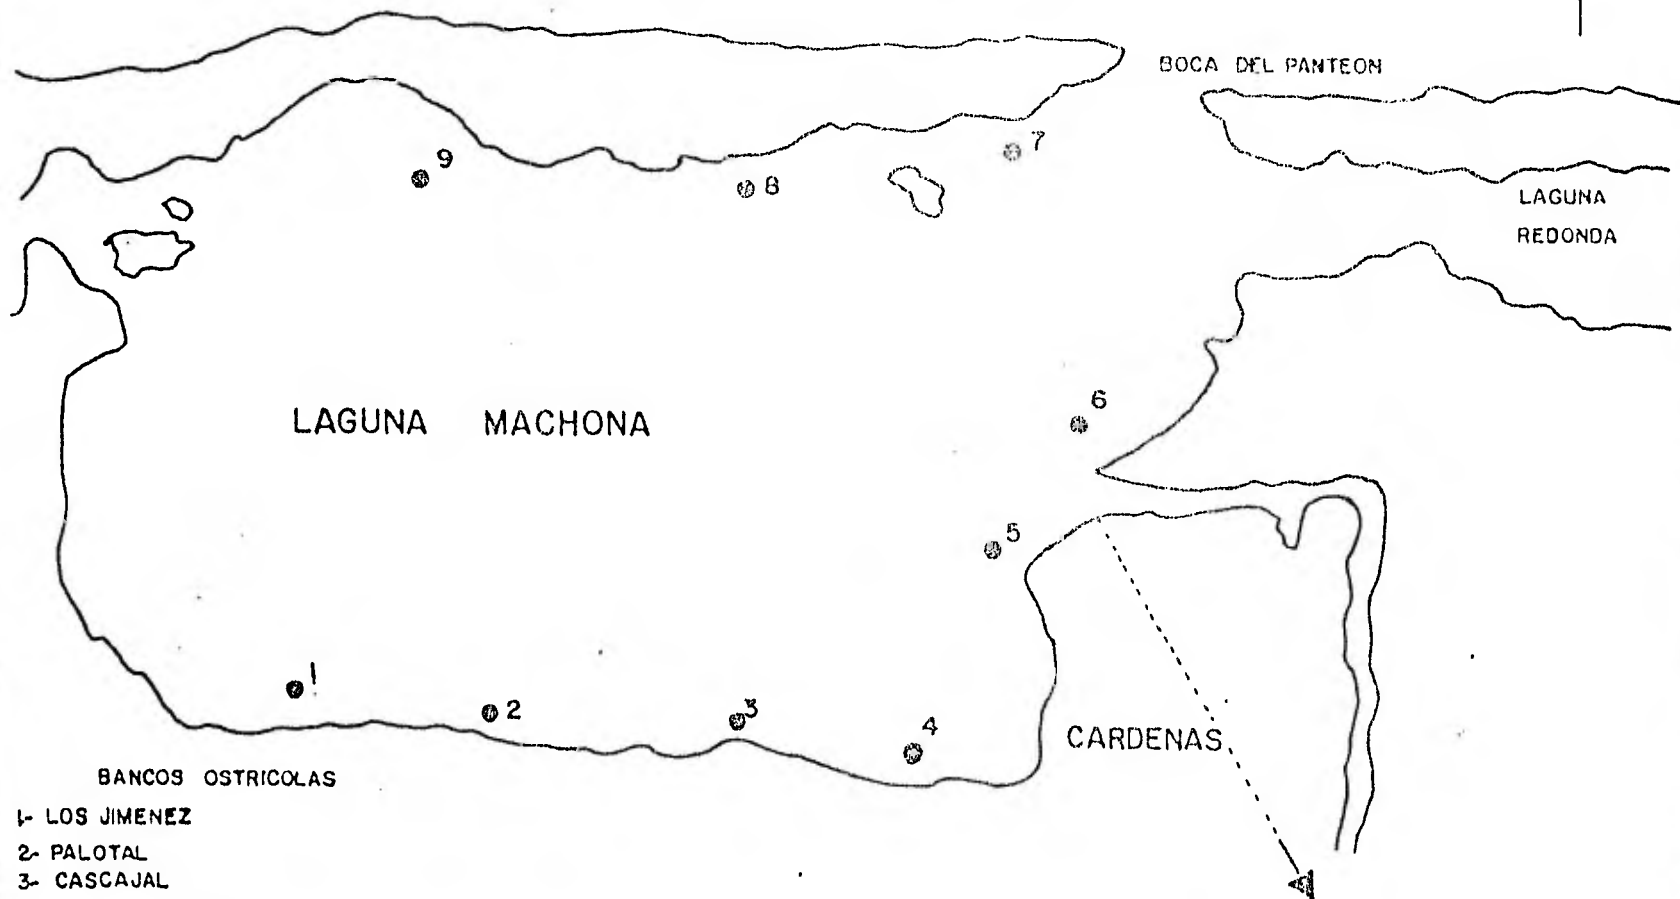 BOCA DEL PANTEON
7
9
8
LAGUNA
REDONDA
6
LAGUNA MACHONA
5
1
2
3
4
CARDENAS
BANCOS OSTRICOLAS
1- LOS JIMENEZ
2- PALOTAL
3- CASCAJAL